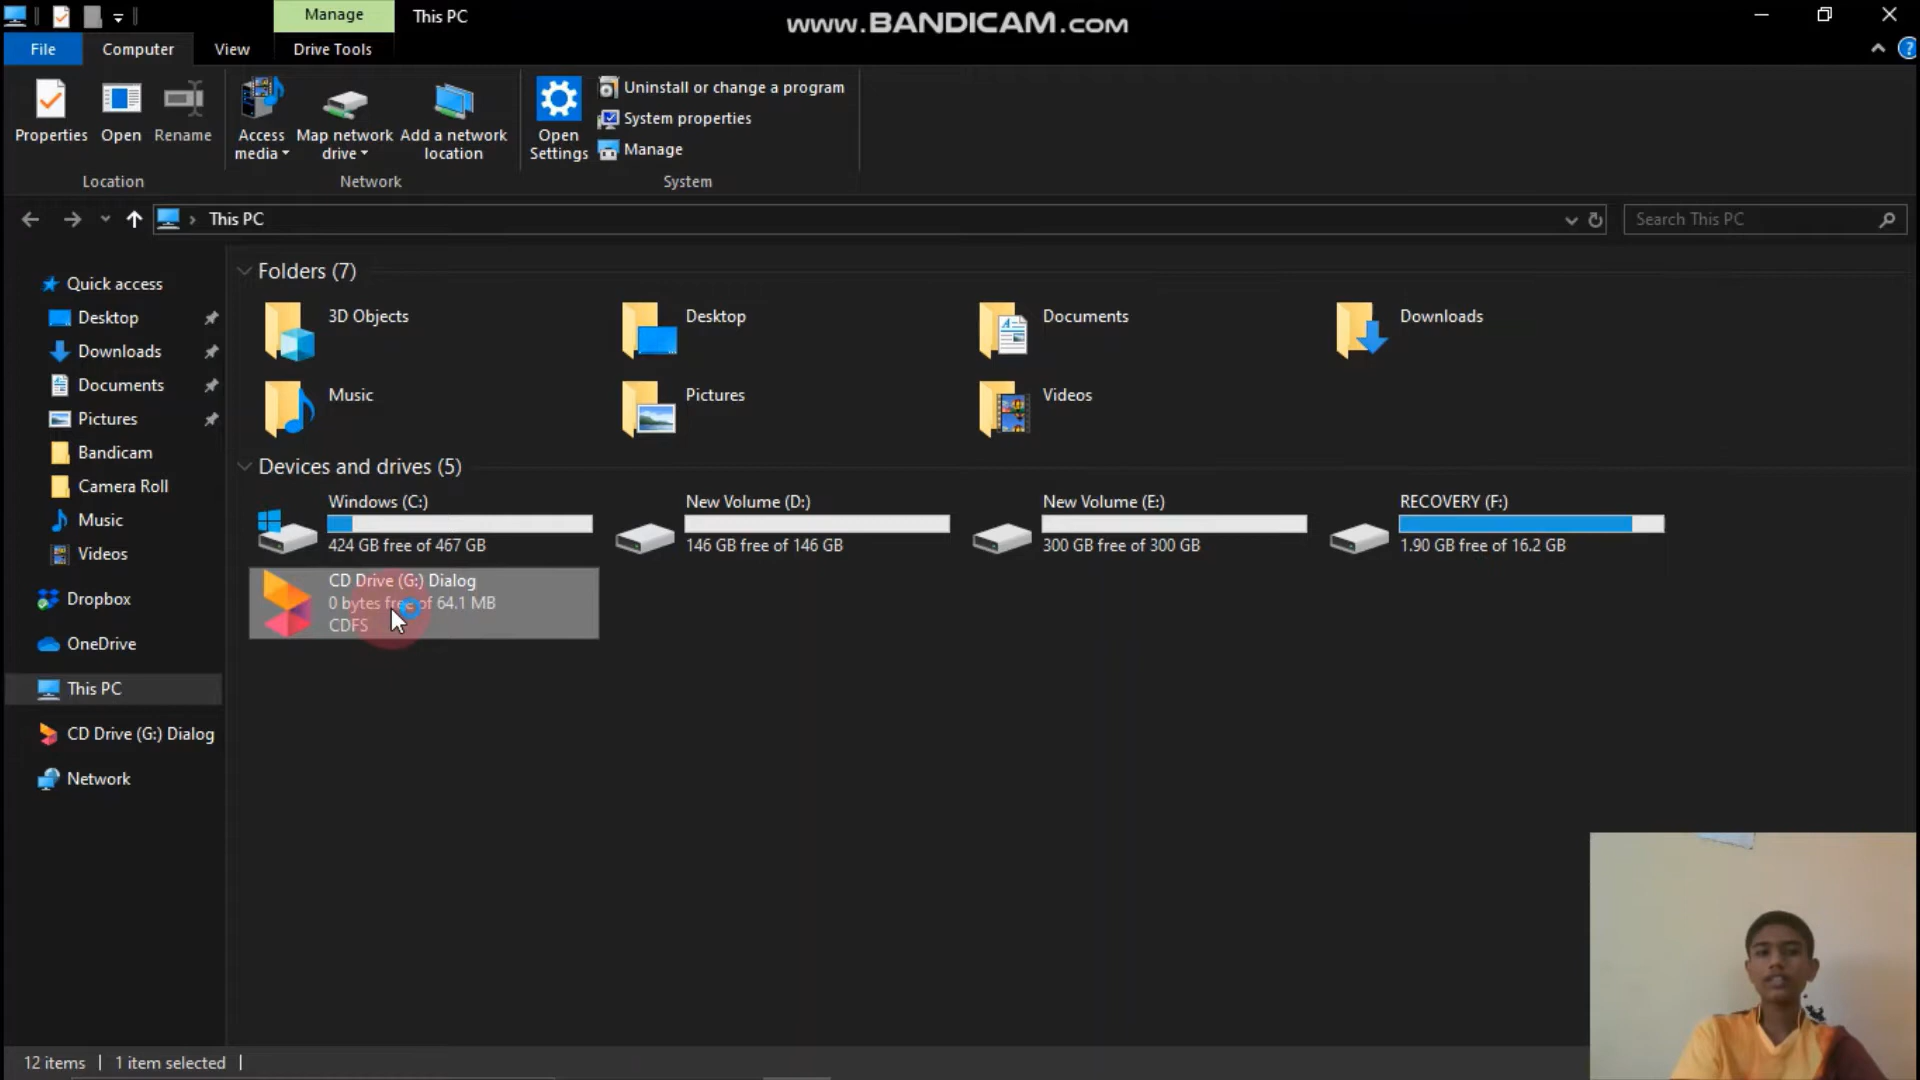 Manage
This PC
www.BANDICAM.com
File
Computer
View
Drive Tools
?
Properties
Open
Rename
Access media
Map network drive
Add a network location
Open Settings
Uninstall or change a program
System properties
Manage
Location
Network
System
This PC
Search This PC
Quick access
Desktop
Downloads
Documents
Pictures
Bandicam
Camera Roll
Music
Videos
Dropbox
OneDrive
This PC
CD Drive (G:) Dialog
Network
Folders (7)
3D Objects
Desktop
Documents
Downloads
Music
Pictures
Videos
Devices and drives (5)
Windows (C:)
424 GB free of 467 GB
New Volume (D:)
146 GB free of 146 GB
New Volume (E:)
300 GB free of 300 GB
RECOVERY (F:)
1.90 GB free of 16.2 GB
CD Drive (G:) Dialog
0 bytes free of 64.1 MB
CDFS
12 items
1 item selected